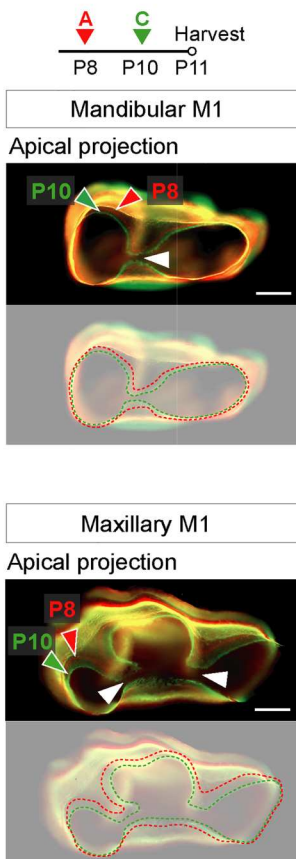 A C
Harvest
P8 P10 P11
Mandibular M1
Apical projection
P10 P8
Maxillary M1
Apical projection
P8
P10